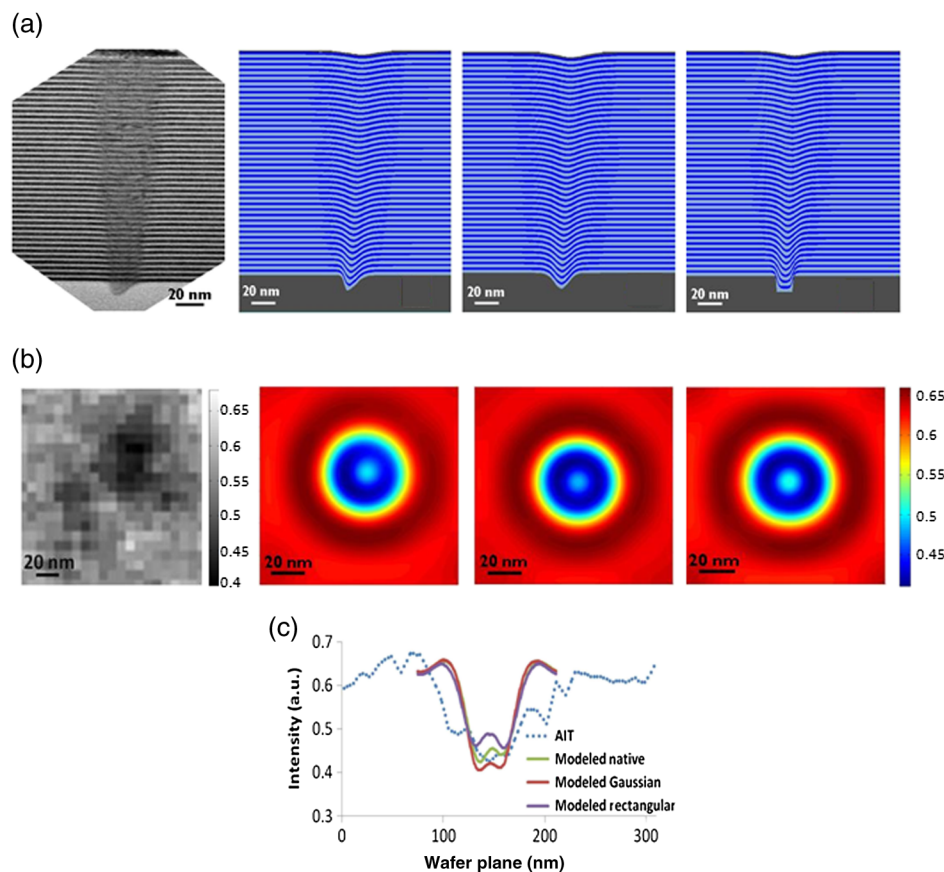 (a)
20 nm
20 nm
20 nm
20 nm
(b)
0.65
0.6
0.55
0.5
0.45
0.4
20 nm
20 nm
20 nm
20 nm
0.65
0.6
0.55
0.5
0.45
(c)
0.7
0.6
0.5
0.4
0.3
Intensity (a.u.)
AIT
Modeled native
Modeled Gaussian
Modeled rectangular
0
100
200
300
Wafer plane (nm)